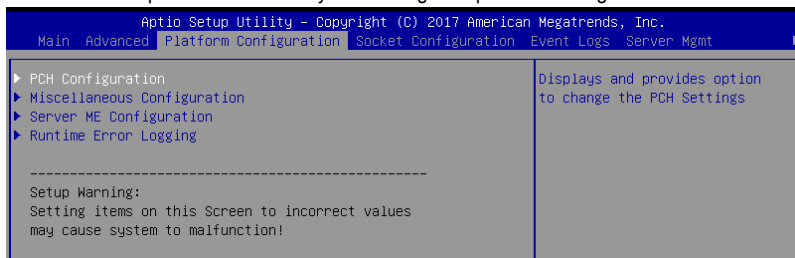 Aptio Setup Utility – Copyright (C) 2017 American Megatrends, Inc.
Main Advanced Platform Configuration Socket Configuration Event Logs Server Mgmt
PCH Configuration
Miscellaneous Configuration
Server ME Configuration
Runtime Error Logging
Displays and provides option
to change the PCH Settings
------------------------------------------------
Setup Warning:
Setting items on this Screen to incorrect values
may cause system to malfunction!